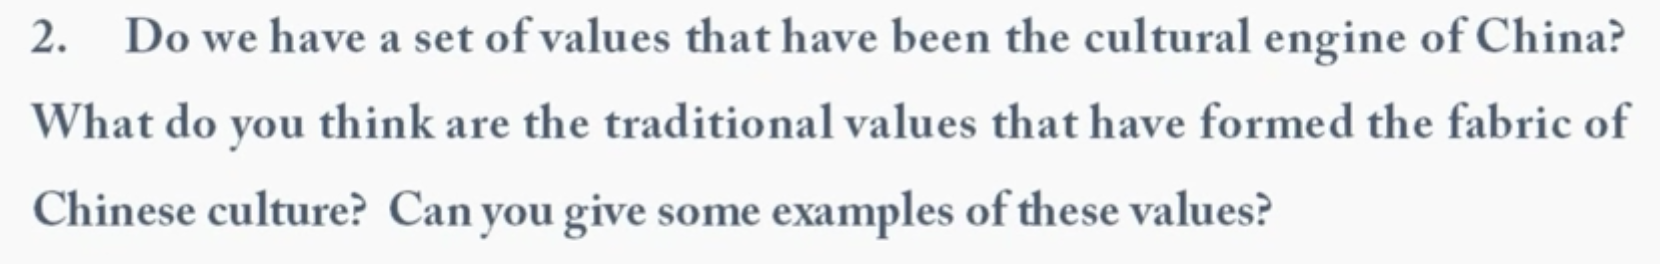 2. Do we have a set of values that have been the cultural engine of China?
What do you think are the traditional values that have formed the fabric of
Chinese culture? Can you give some examples of these values?